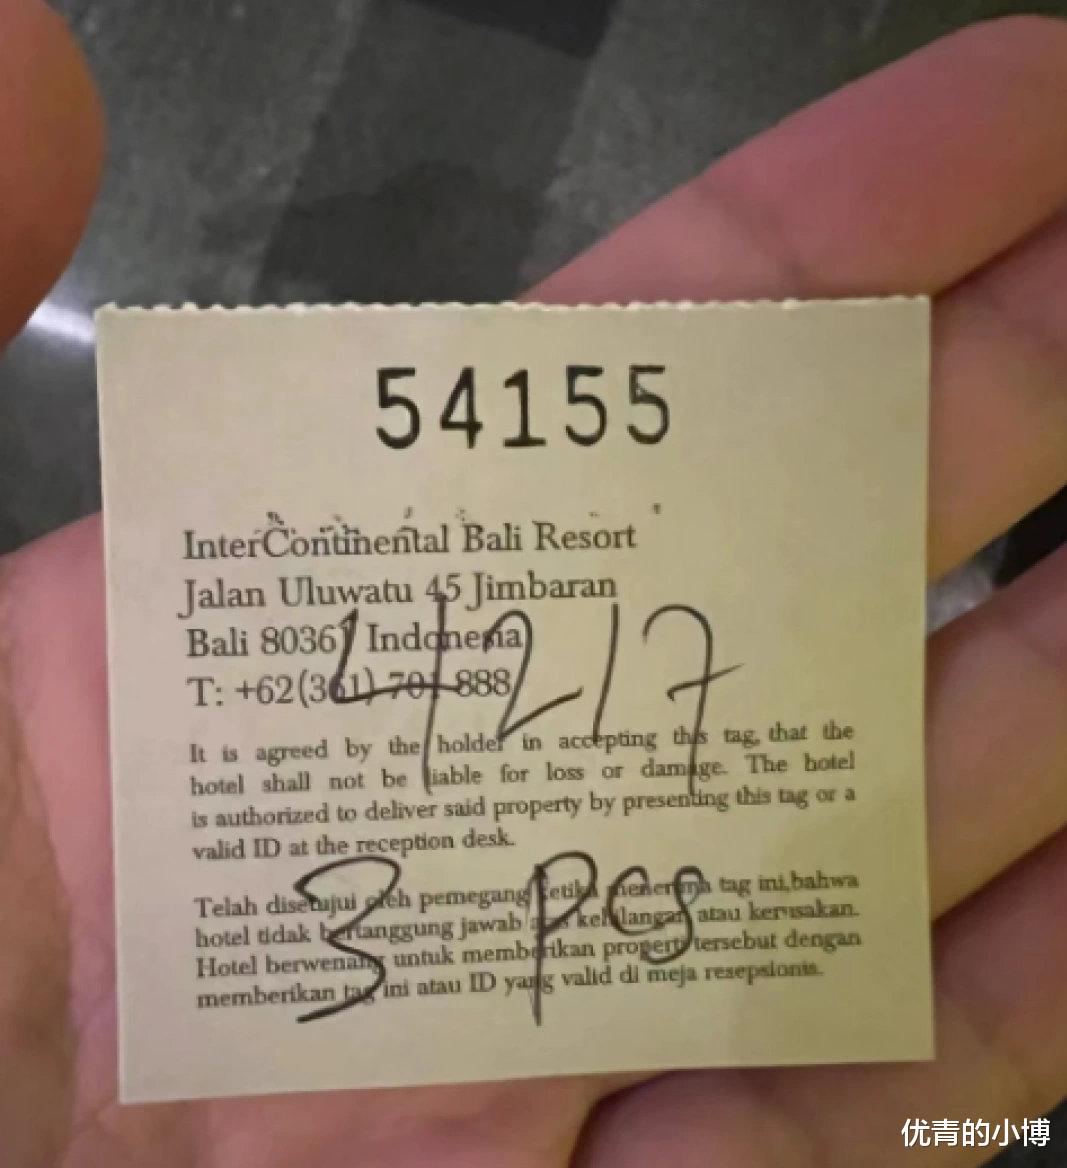 54155
InterContinental Bali Resort
Jalan Uluwatu 45 Jimbaran
Bali 80361 Indonesia
T: +62(361) 701 888
4217
It is agreed by the holder in accepting this tag, that the
hotel shall not be liable for loss or damage. The hotel
is authorized to deliver said property by presenting this tag or a
valid ID at the reception desk.
3 pcs
Telah disetujui oleh pemegang ketika menerima tag ini, bahwa
hotel tidak bertanggung jawab atas kehilangan atau kerusakan.
Hotel berwenang untuk memberikan properti tersebut dengan
memberikan tag ini atau ID yang valid di meja resepsionis.
优青的小博